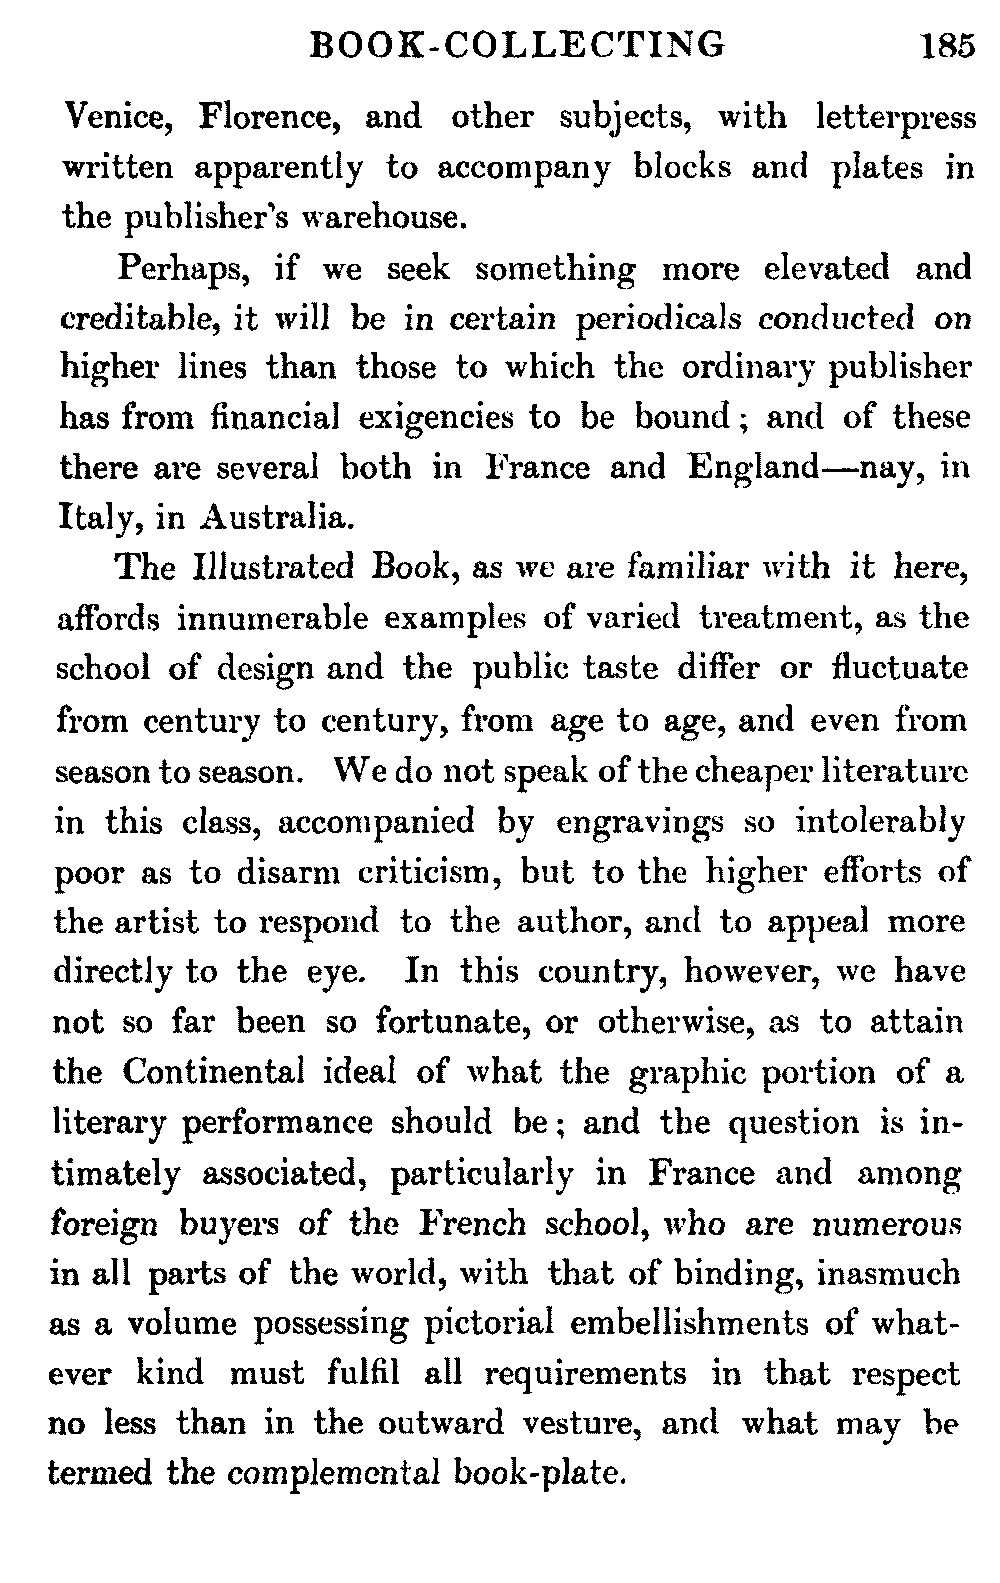 BOOK-COLLECTING 185
Venice, Florence, and other subjects, with letterpress
written apparently to accompany blocks and plates in
the publisher's warehouse.
Perhaps, if we seek something more elevated and
creditable, it will be in certain periodicals conducted on
higher lines than those to which the ordinary publisher
has from financial exigencies to be bound; and of these
there are several both in France and England—nay, in
Italy, in Australia.
The Illustrated Book, as we are familiar with it here,
affords innumerable examples of varied treatment, as the
school of design and the public taste differ or fluctuate
from century to century, from age to age, and even from
season to season. We do not speak of the cheaper literature
in this class, accompanied by engravings so intolerably
poor as to disarm criticism, but to the higher efforts of
the artist to respond to the author, and to appeal more
directly to the eye. In this country, however, we have
not so far been so fortunate, or otherwise, as to attain
the Continental ideal of what the graphic portion of a
literary performance should be; and the question is in-
timately associated, particularly in France and among
foreign buyers of the French school, who are numerous
in all parts of the world, with that of binding, inasmuch
as a volume possessing pictorial embellishments of what-
ever kind must fulfil all requirements in that respect
no less than in the outward vesture, and what may be
termed the complemental book-plate.